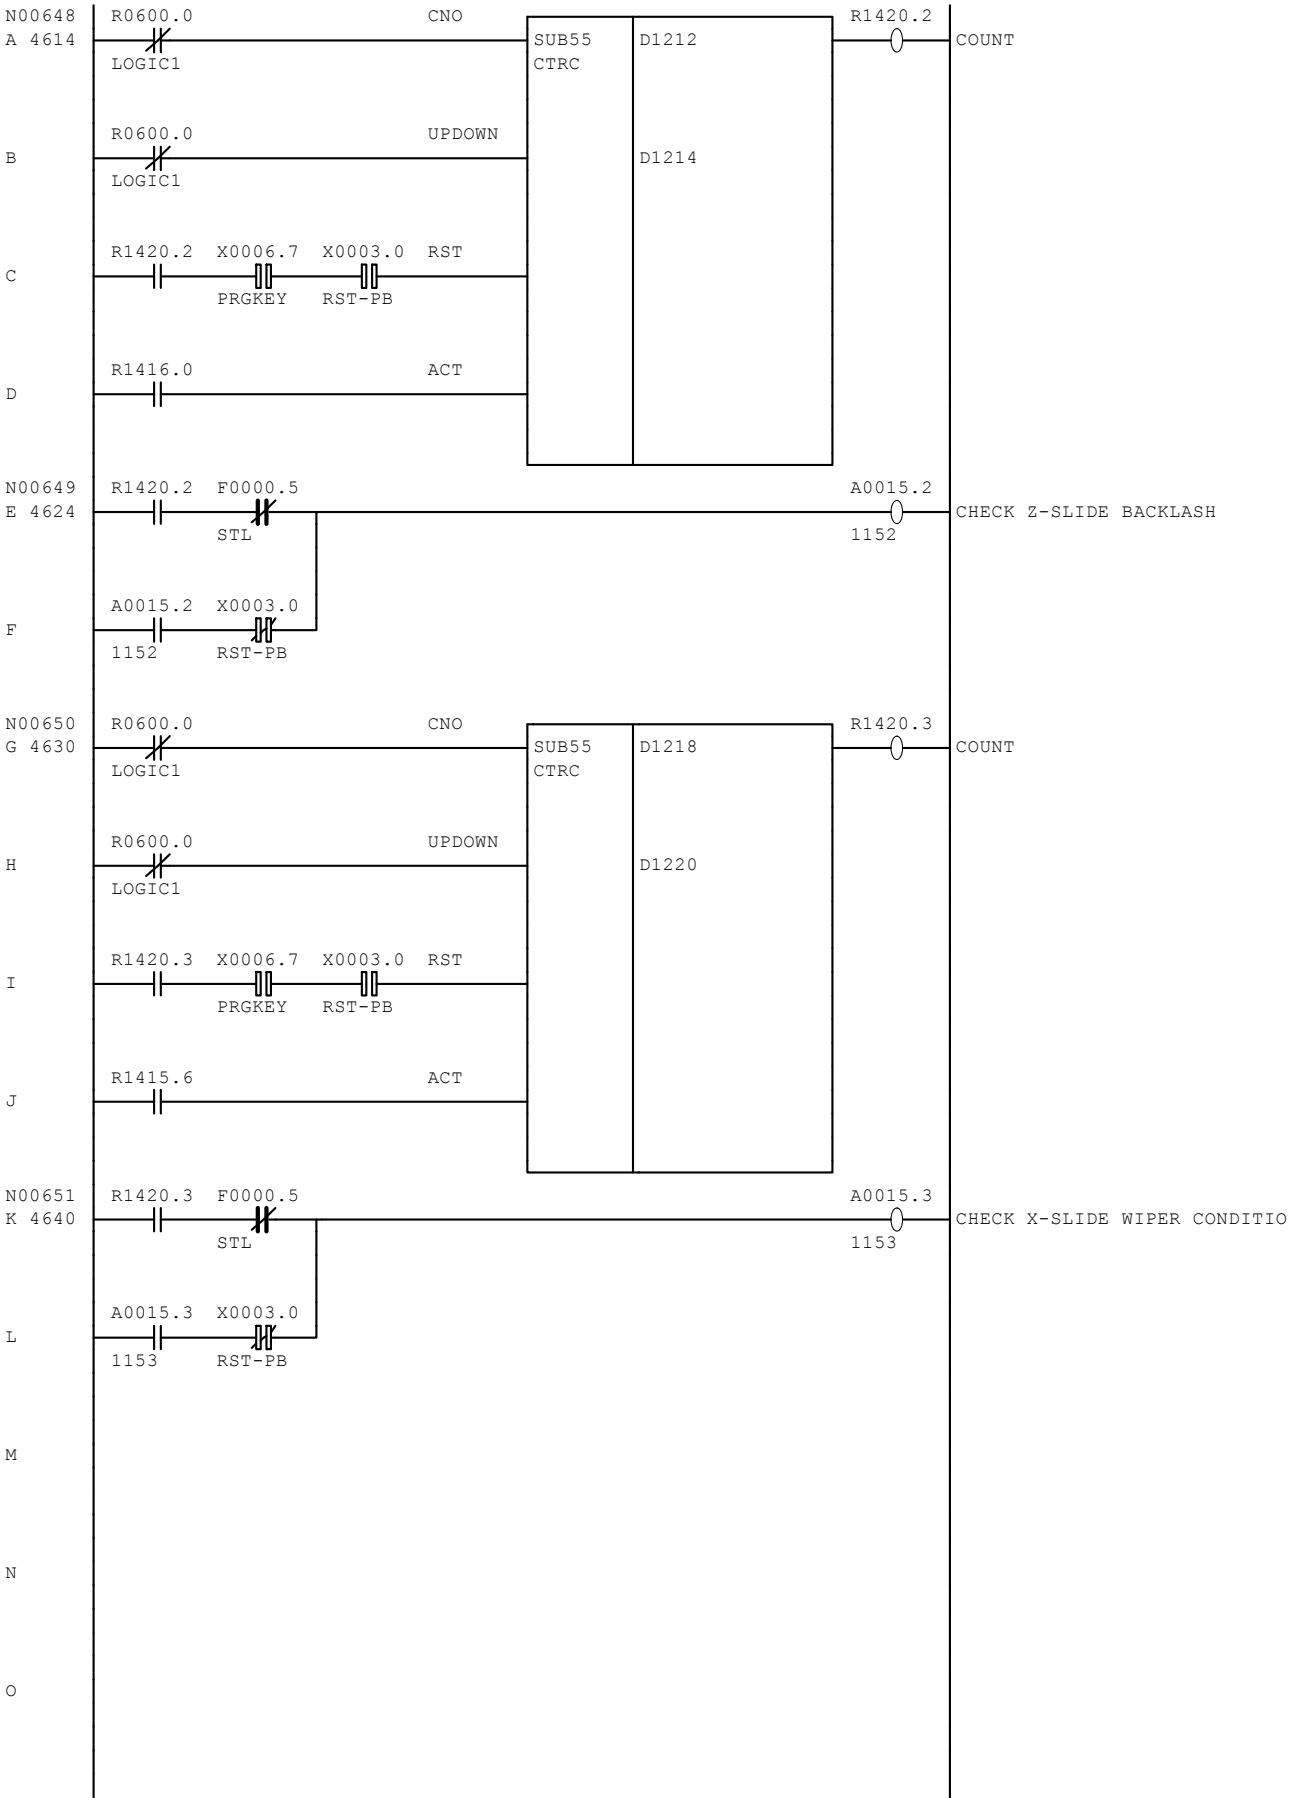 N00648 R0600.0 CNO R1420.2
A 4614 SUB55 D1212 COUNT
LOGIC1 CTRC
R0600.0 UPDOWN
B D1214
LOGIC1
R1420.2 X0006.7 X0003.0 RST
C
PRGKEY RST-PB
R1416.0 ACT
D
N00649 R1420.2 F0000.5 A0015.2
E 4624 CHECK Z-SLIDE BACKLASH
STL 1152
A0015.2 X0003.0
F
1152 RST-PB
N00650 R0600.0 CNO R1420.3
G 4630 SUB55 D1218 COUNT
LOGIC1 CTRC
R0600.0 UPDOWN
H D1220
LOGIC1
R1420.3 X0006.7 X0003.0 RST
I
PRGKEY RST-PB
R1415.6 ACT
J
N00651 R1420.3 F0000.5 A0015.3
K 4640 CHECK X-SLIDE WIPER CONDITIO
STL 1153
A0015.3 X0003.0
L
1153 RST-PB
M
N
O